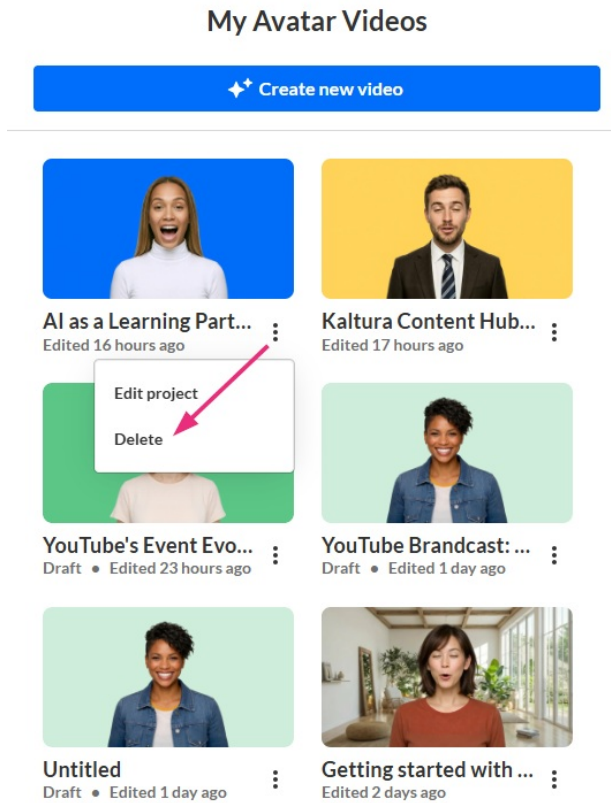 My Avatar Videos
Create new video
AI as a Learning Part...
Edited 16 hours ago
Kaltura Content Hub...
Edited 17 hours ago
Edit project
Delete
YouTube's Event Evo...
Draft • Edited 23 hours ago
YouTube Brandcast: ...
Draft • Edited 1 day ago
Untitled
Draft • Edited 1 day ago
Getting started with ...
Edited 2 days ago